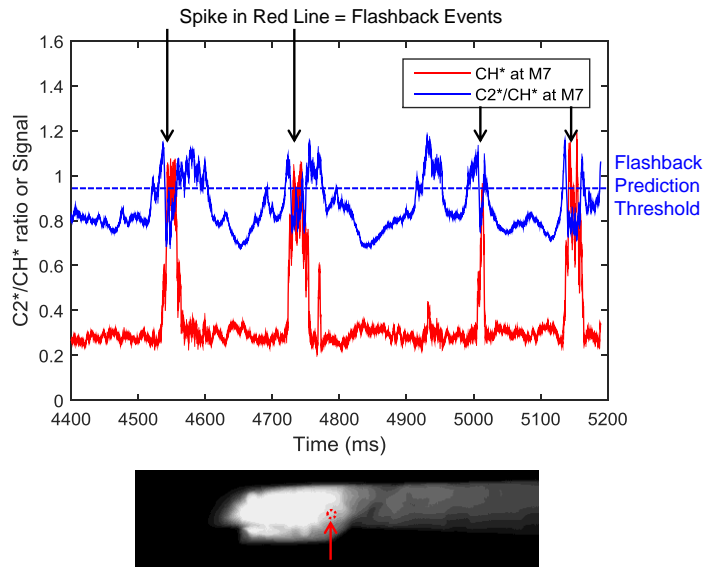 Spike in Red Line = Flashback Events
1.6
1.4
1.2
1
0.8
0.6
0.4
0.2
0
C2*/CH* ratio or Signal
CH* at M7
C2*/CH* at M7
Flashback
Prediction
Threshold
4400 4500 4600 4700 4800 4900 5000 5100 5200
Time (ms)